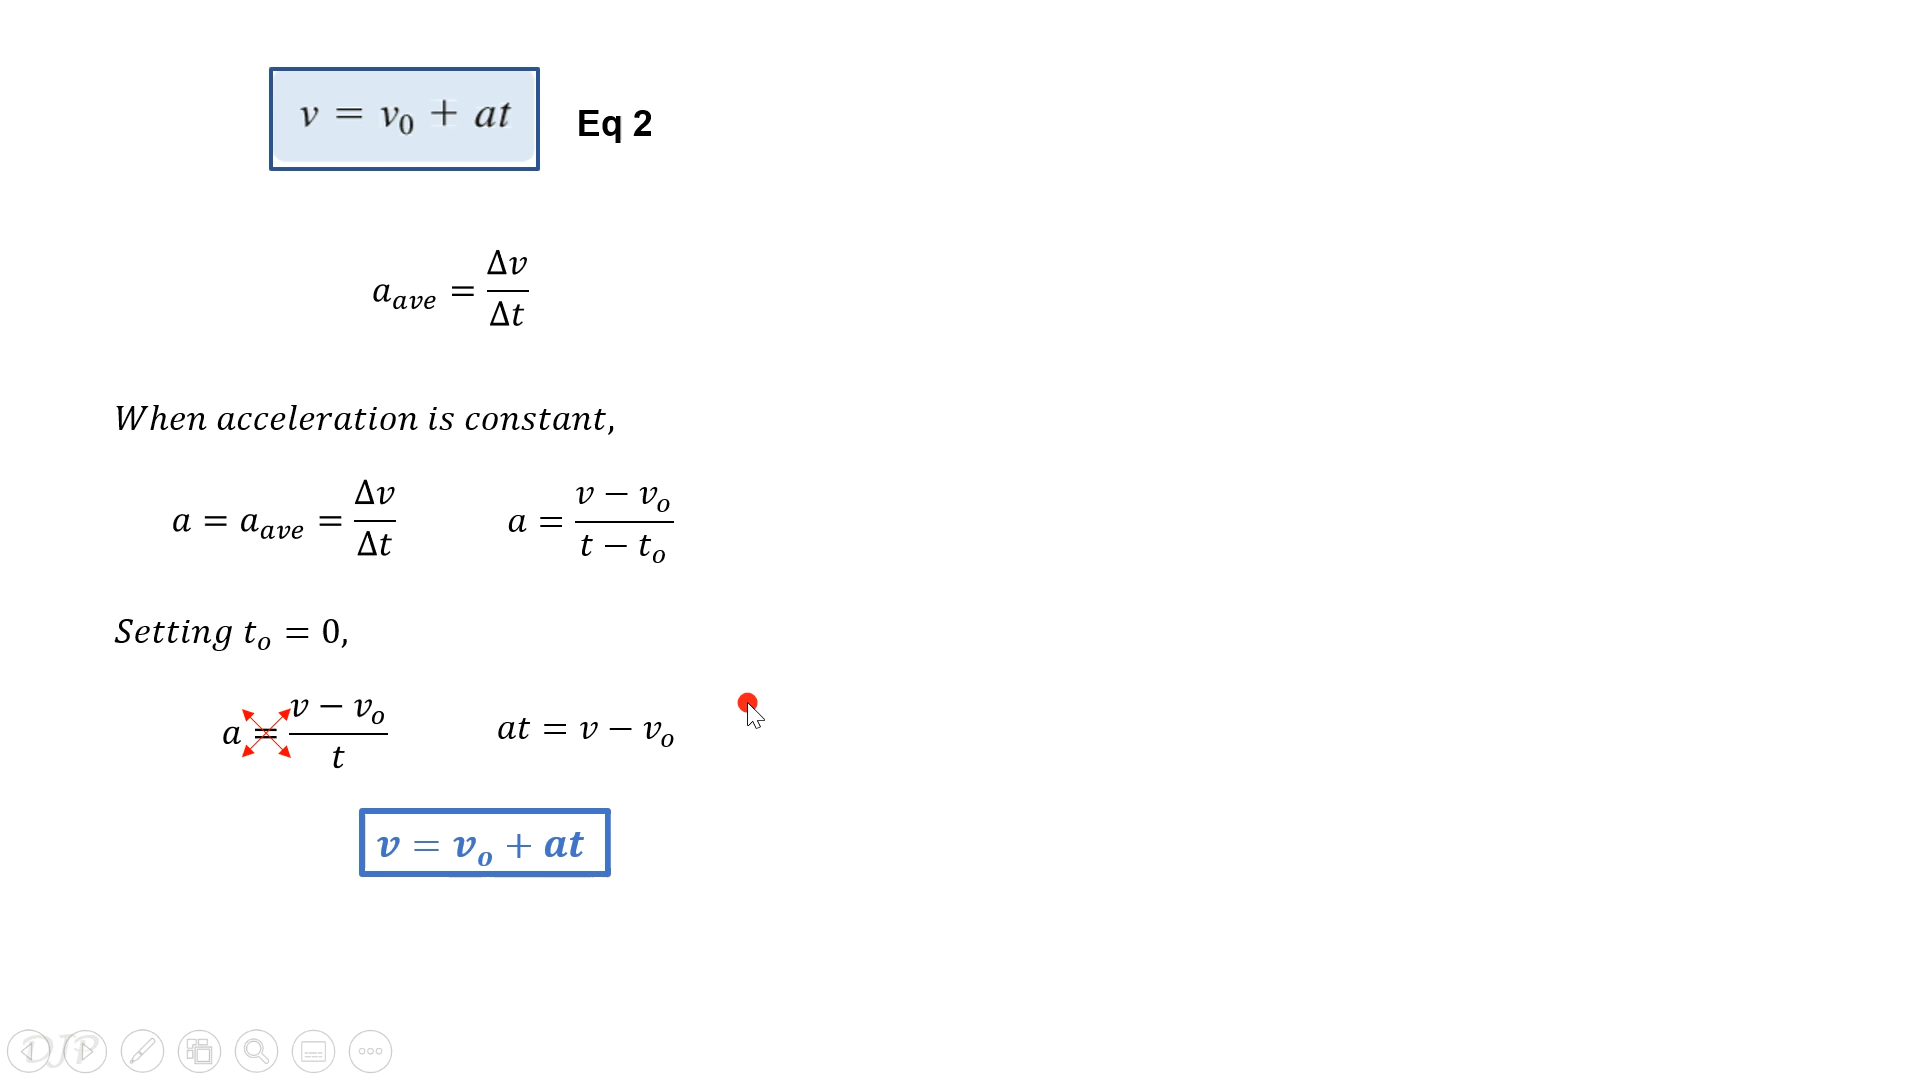 v = v₀ + at
Eq 2
a_ave = Δv/Δt
When acceleration is constant,
a = a_ave = Δv/Δt
a = (v − v_o)/(t − t_o)
Setting t_o = 0,
a = (v − v_o)/t
at = v − v_o
v = v_o + at
DJP